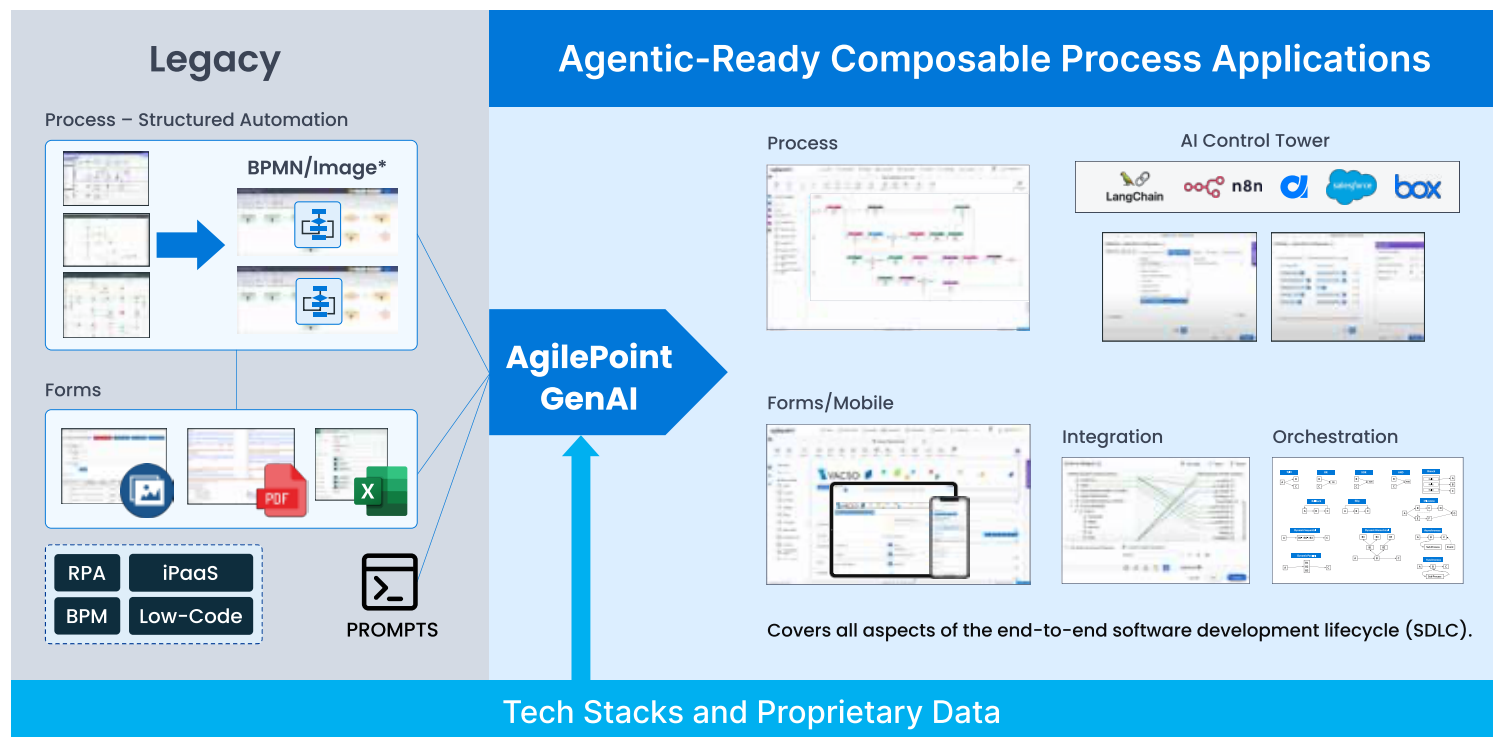 Legacy
Agentic-Ready Composable Process Applications
Process – Structured Automation
BPMN/Image*
Forms
PDF
X
RPA
iPaaS
BPM
Low-Code
PROMPTS
AgilePoint
GenAI
Process
AI Control Tower
LangChain
n8n
salesforce
box
Forms/Mobile
VACSO
Integration
Orchestration
Covers all aspects of the end-to-end software development lifecycle (SDLC).
Tech Stacks and Proprietary Data